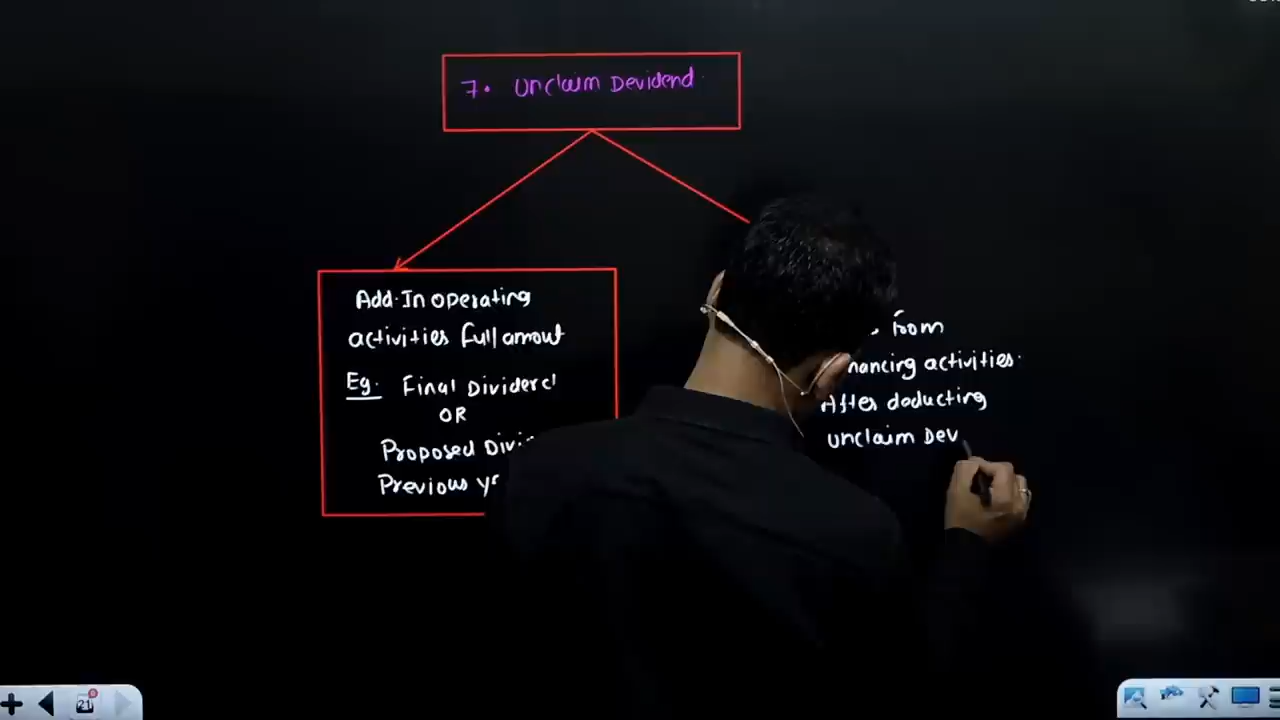 7. Unclaim Devidend
Add. In operating
activities full amout
Eg. Final Dividend
OR
Proposed
Previous
from
activities.
After deducting
unclaim Dev
21